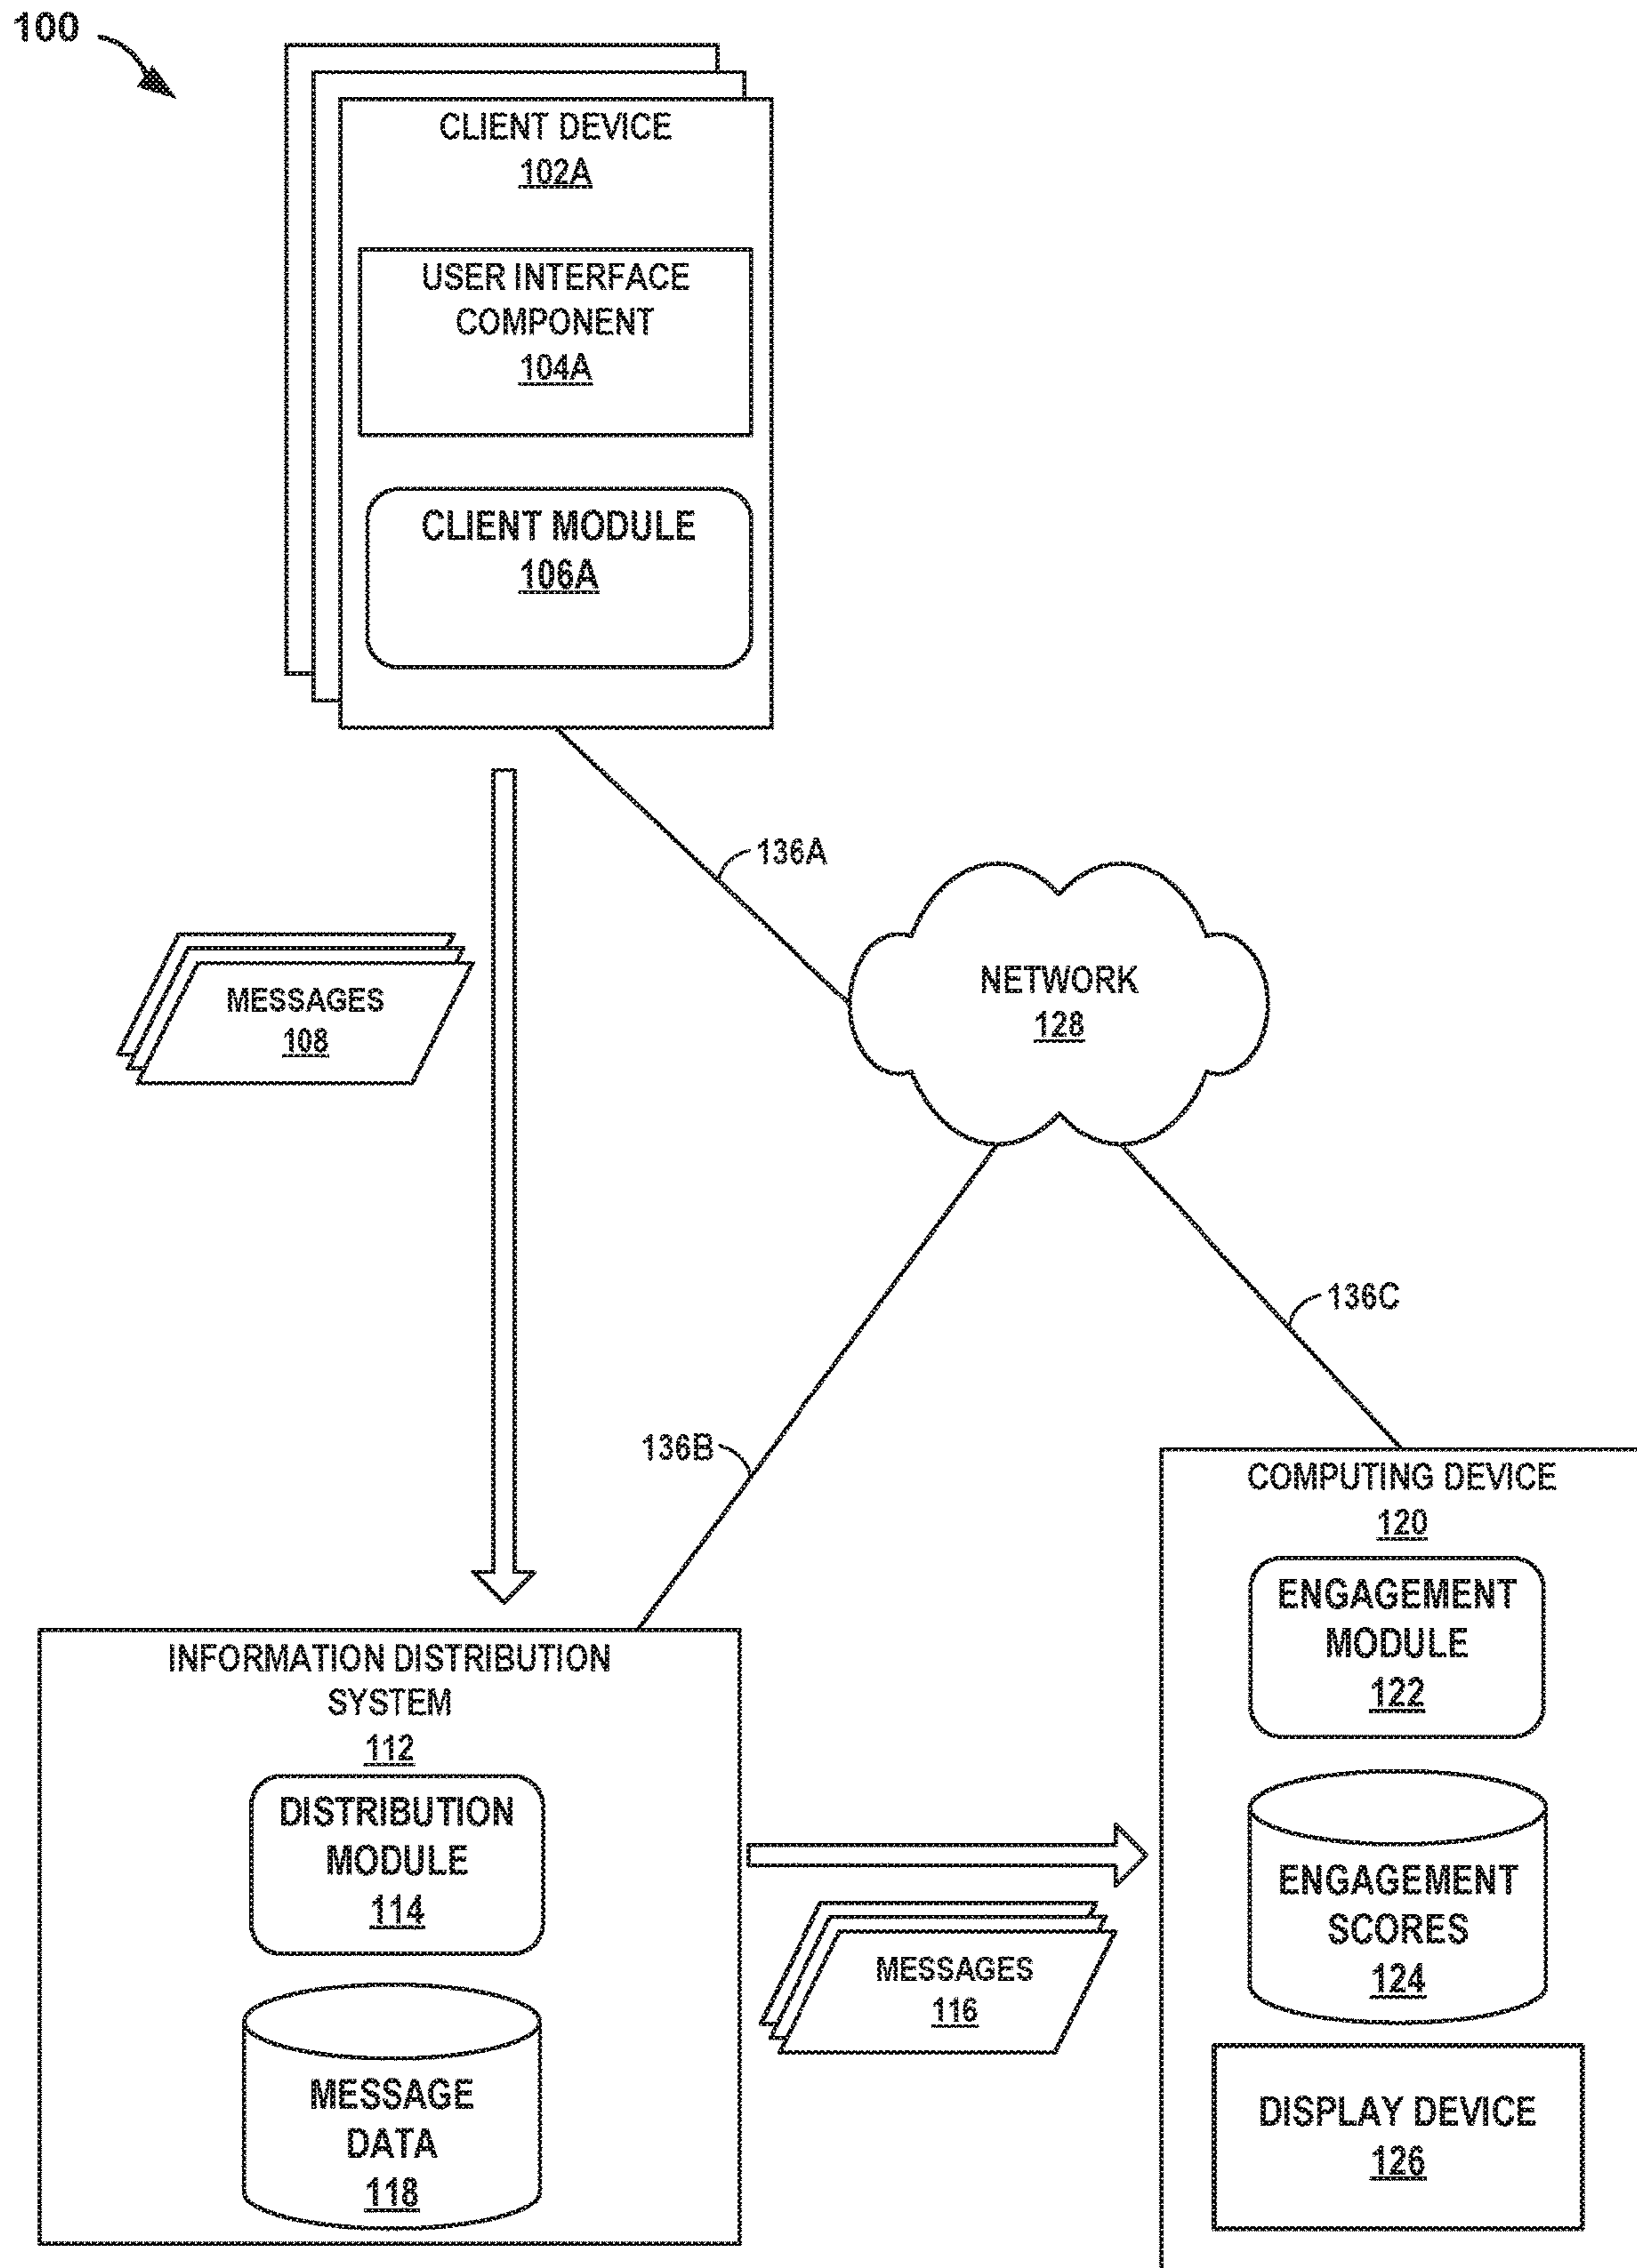 100
CLIENT DEVICE
102A
USER INTERFACE
COMPONENT
104A
CLIENT MODULE
106A
136A
MESSAGES
108
NETWORK
128
136C
136B
COMPUTING DEVICE
120
ENGAGEMENT
MODULE
122
INFORMATION DISTRIBUTION
SYSTEM
112
DISTRIBUTION
MODULE
114
ENGAGEMENT
SCORES
124
MESSAGES
116
MESSAGE
DATA
118
DISPLAY DEVICE
126